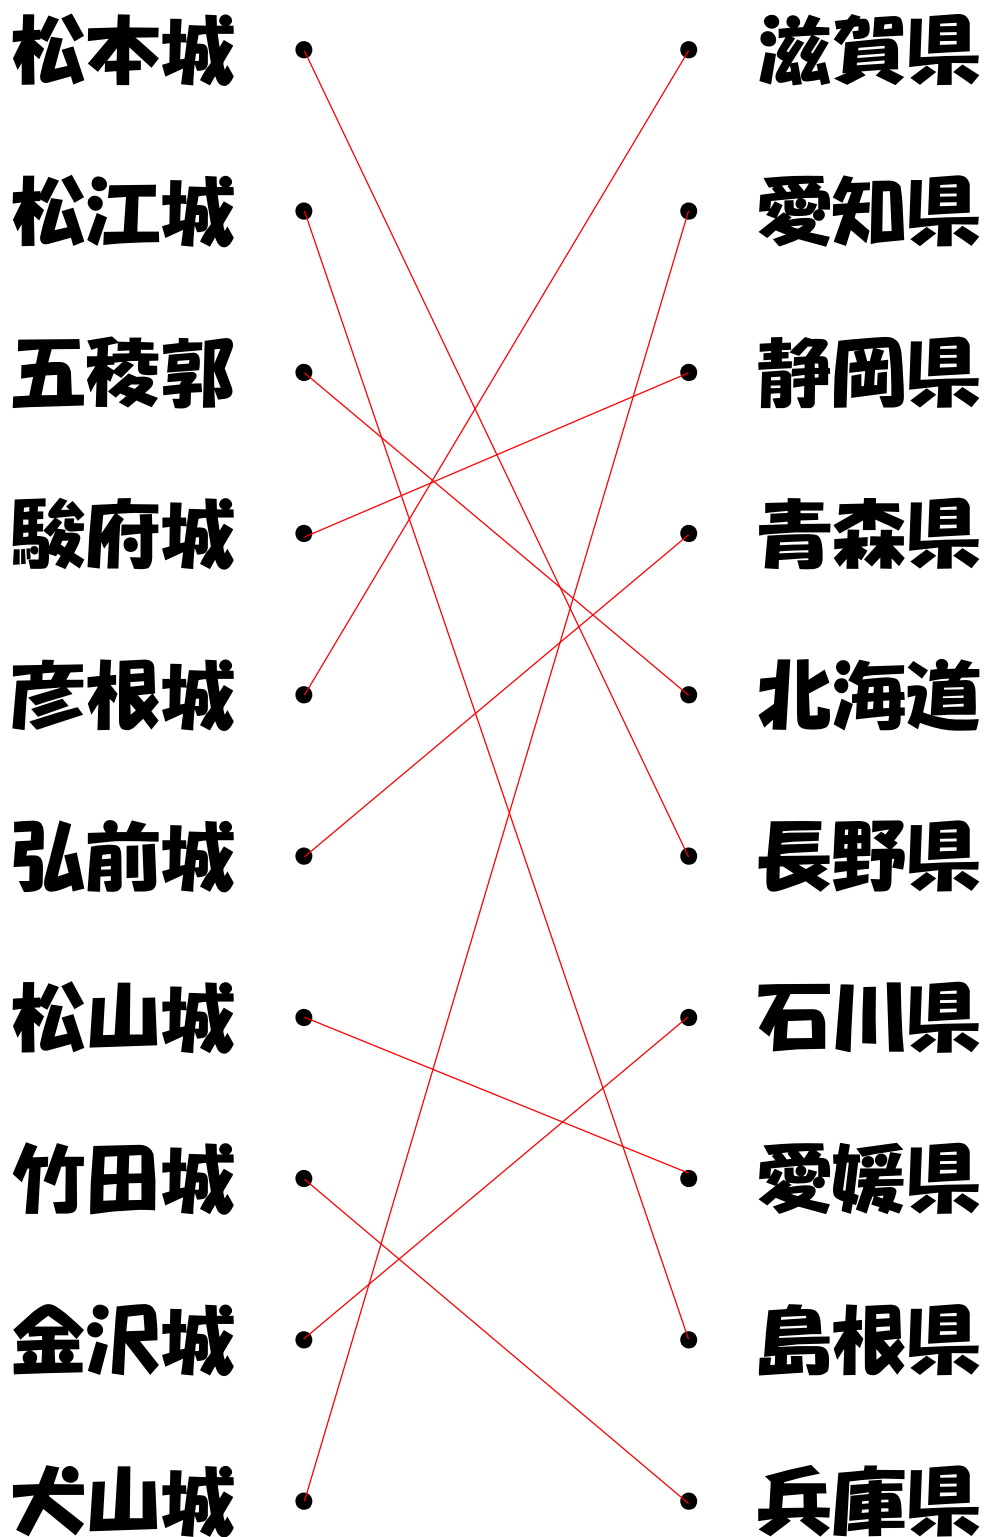 松本城 滋賀県
松江城 愛知県
五稜郭 静岡県
駿府城 青森県
彦根城 北海道
弘前城 長野県
松山城 石川県
竹田城 愛媛県
金沢城 島根県
犬山城 兵庫県